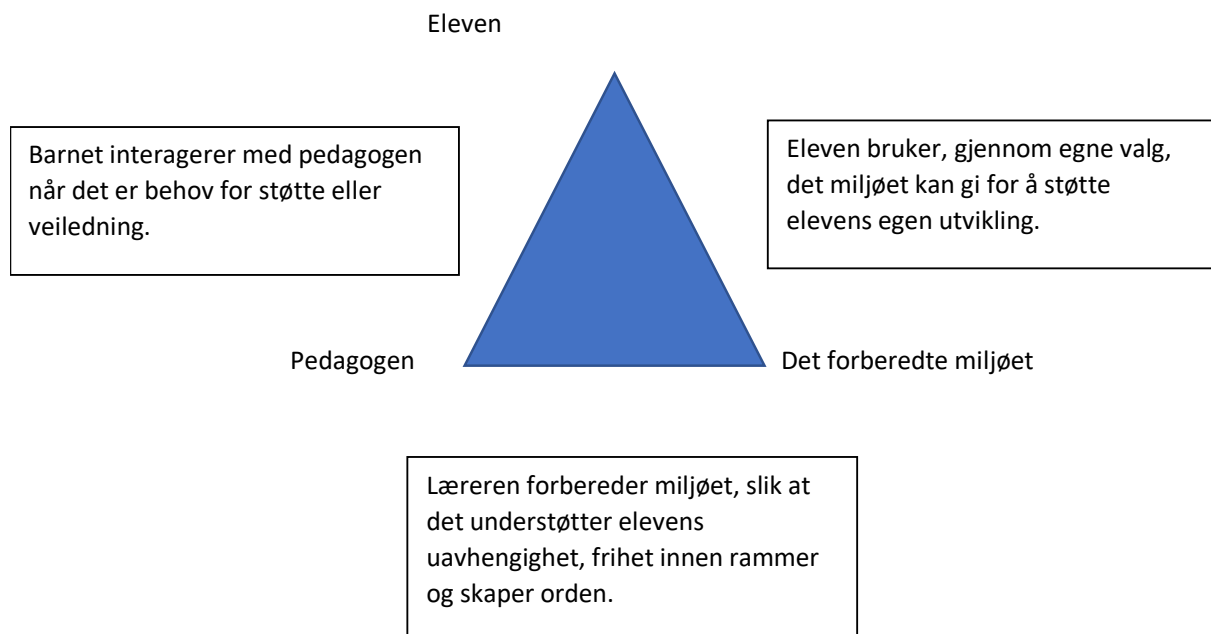 Eleven
Barnet interagerer med pedagogen
når det er behov for støtte eller
veiledning.
Eleven bruker, gjennom egne valg,
det miljøet kan gi for å støtte
elevens egen utvikling.
Pedagogen
Det forberedte miljøet
Læreren forbereder miljøet, slik at
det understøtter elevens
uavhengighet, frihet innen rammer
og skaper orden.